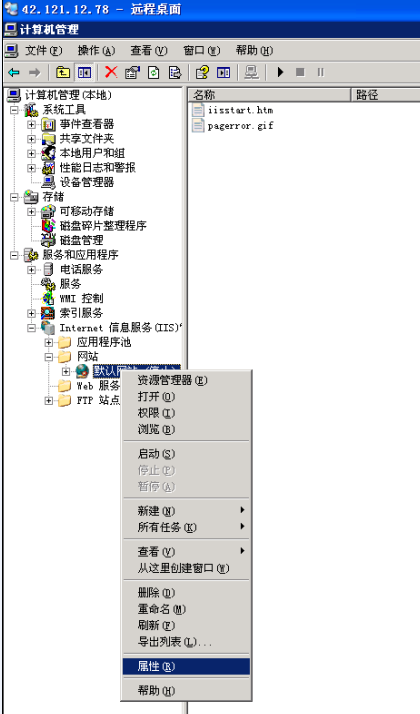 42.121.12.78 - 远程桌面
计算机管理
文件(F) 操作(A) 查看(V) 窗口(W) 帮助(H)
计算机管理(本地)
系统工具
事件查看器
共享文件夹
本地用户和组
性能日志和警报
设备管理器
存储
可移动存储
磁盘碎片整理程序
磁盘管理
服务和应用程序
电话服务
服务
WMI 控制
索引服务
Internet 信息服务(IIS)
应用程序池
网站
默认
Web 服务
FTP 站点
名称 路径
iisstart.htm
pagerror.gif
资源管理器(E)
打开(O)
权限(I)
浏览(B)
启动(S)
停止(P)
暂停(A)
新建(N)
所有任务(K)
查看(V)
从这里创建窗口(W)
删除(D)
重命名(M)
刷新(F)
导出列表(L)...
属性(R)
帮助(H)